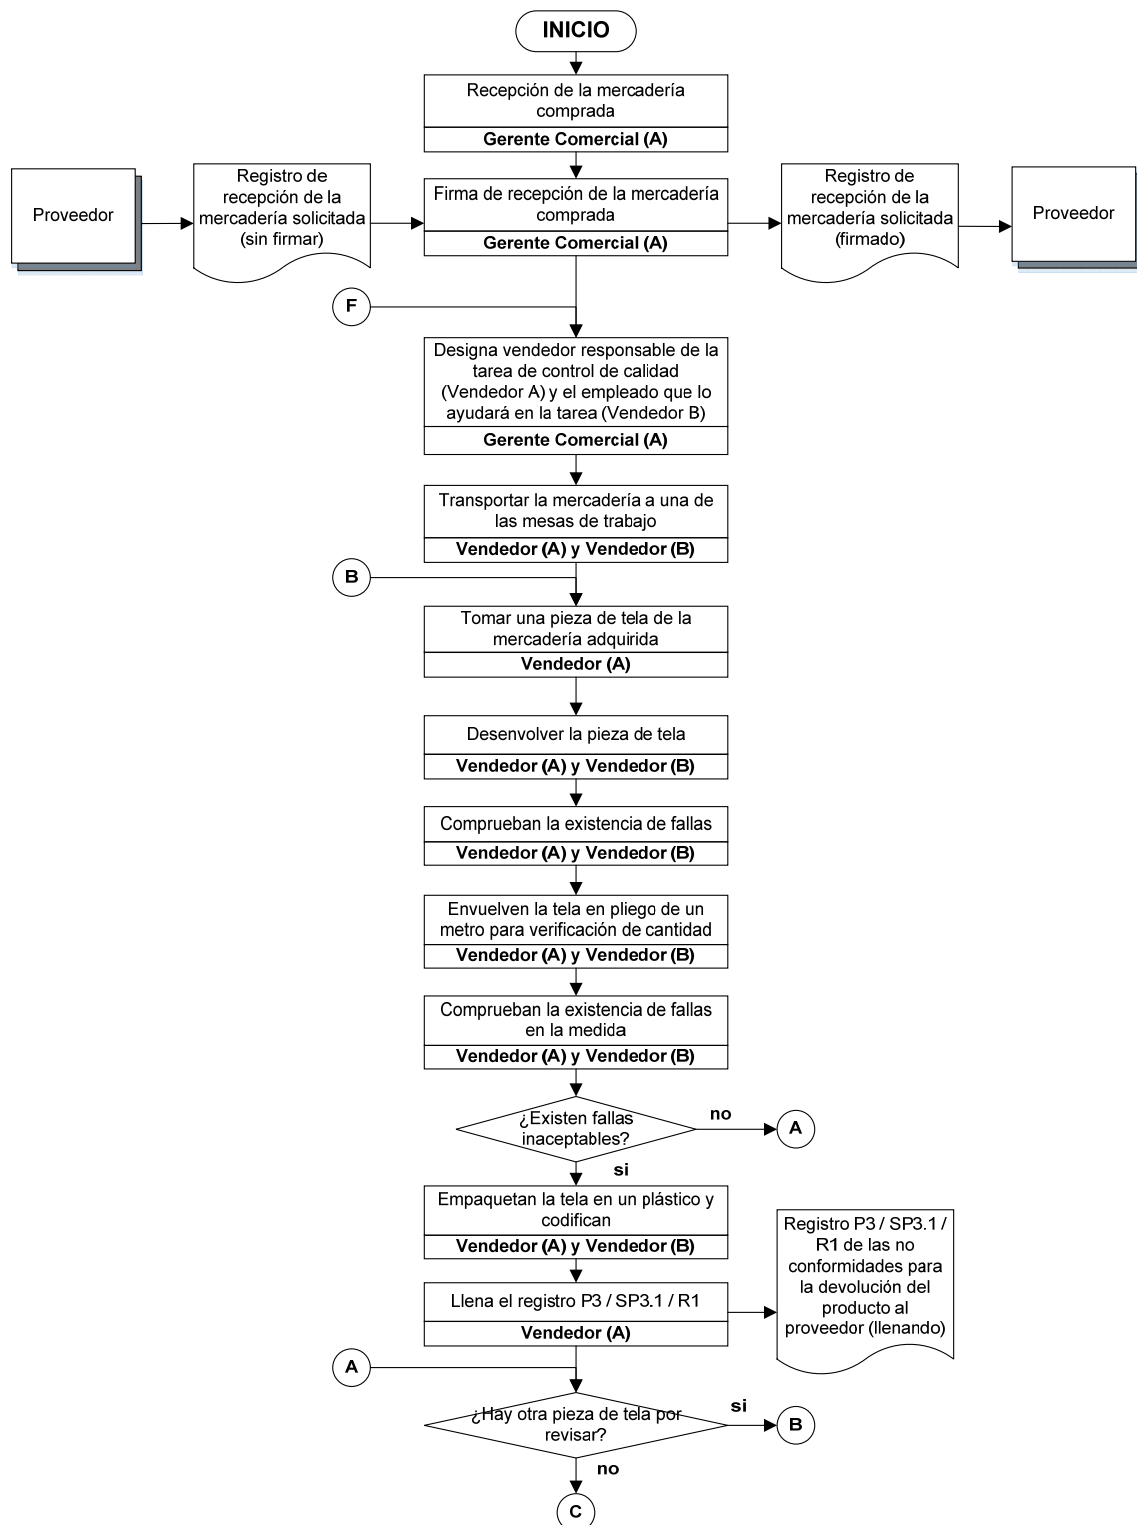 INICIO
Recepción de la mercadería
comprada
Gerente Comercial (A)
Proveedor
Registro de
recepción de la
mercadería solicitada
(sin firmar)
Firma de recepción de la mercadería
comprada
Gerente Comercial (A)
Registro de
recepción de la
mercadería solicitada
(firmado)
Proveedor
F
Designa vendedor responsable de la
tarea de control de calidad
(Vendedor A) y el empleado que lo
ayudará en la tarea (Vendedor B)
Gerente Comercial (A)
Transportar la mercadería a una de
las mesas de trabajo
Vendedor (A) y Vendedor (B)
B
Tomar una pieza de tela de la
mercadería adquirida
Vendedor (A)
Desenvolver la pieza de tela
Vendedor (A) y Vendedor (B)
Comprueban la existencia de fallas
Vendedor (A) y Vendedor (B)
Envuelven la tela en pliego de un
metro para verificación de cantidad
Vendedor (A) y Vendedor (B)
Comprueban la existencia de fallas
en la medida
Vendedor (A) y Vendedor (B)
¿Existen fallas
inaceptables?
no
A
si
Empaquetan la tela en un plástico y
codifican
Vendedor (A) y Vendedor (B)
Llena el registro P3 / SP3.1 / R1
Vendedor (A)
Registro P3 / SP3.1 /
R1 de las no
conformidades para
la devolución del
producto al
proveedor (llenando)
A
¿Hay otra pieza de tela por
revisar?
si
B
no
C